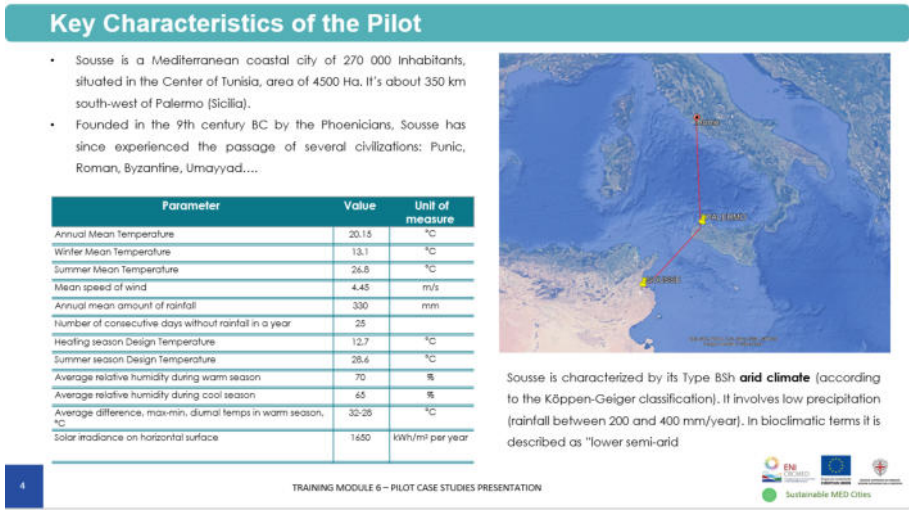 Key Characteristics of the Pilot
• Sousse is a Mediterranean coastal city of 270 000 Inhabitants,
situated in the Center of Tunisia, area of 4500 Ha. It's about 350 km
south-west of Palermo (Sicilia).
• Founded in the 9th century BC by the Phoenicians, Sousse has
since experienced the passage of several civilizations: Punic,
Roman, Byzantine, Umayyad....
Parameter Value Unit of
measure
Annual Mean Temperature 20.15 °C
Winter Mean Temperature 13.1 °C
Summer Mean Temperature 26.8 °C
Mean speed of wind 4.45 m/s
Annual mean amount of rainfall 330 mm
Number of consecutive days without rainfall in a year 25
Heating season Design Temperature 12.7 °C
Summer season Design Temperature 28.6 °C
Average relative humidity during warm season 70 %
Average relative humidity during cool season 65 %
Average difference, max-min, diurnal temps in warm season, 32-28 °C
°C
Solar irradiance on horizontal surface 1650 kWh/m² per year
PALERMO
SOUSSE
Sousse is characterized by its Type BSh arid climate (according
to the Köppen-Geiger classification). It involves low precipitation
(rainfall between 200 and 400 mm/year). In bioclimatic terms it is
described as "lower semi-arid
4
TRAINING MODULE 6 – PILOT CASE STUDIES PRESENTATION
ENI
CBCMED
EUROPEAN UNION
Sustainable MED Cities